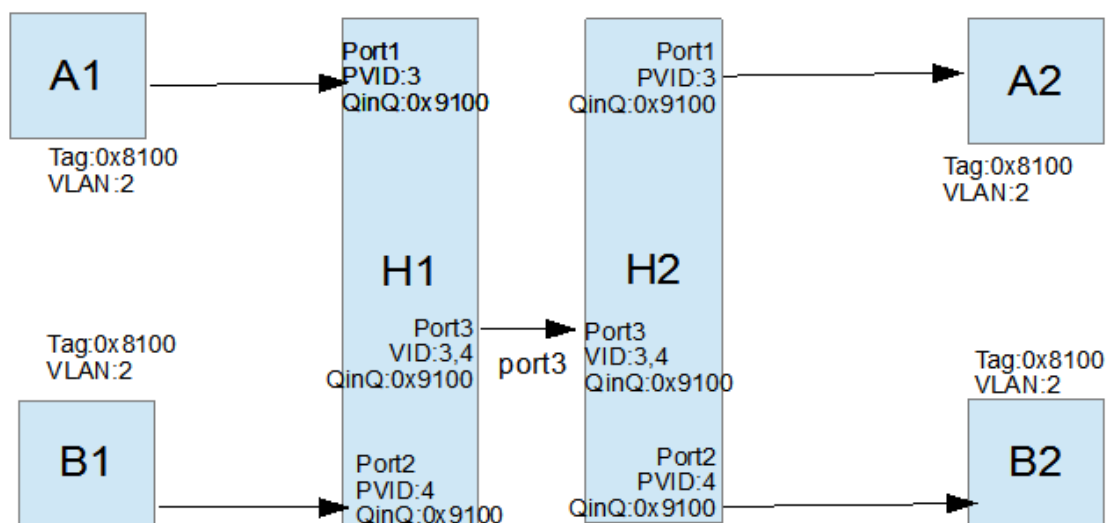 A1
Tag:0x8100
VLAN:2
Port1
PVID:3
QinQ:0x9100
Port1
PVID:3
QinQ:0x9100
A2
Tag:0x8100
VLAN:2
H1
H2
Port3
VID:3,4
QinQ:0x9100
port3
Port3
VID:3,4
QinQ:0x9100
Tag:0x8100
VLAN:2
B1
Port2
PVID:4
QinQ:0x9100
Port2
PVID:4
QinQ:0x9100
Tag:0x8100
VLAN:2
B2